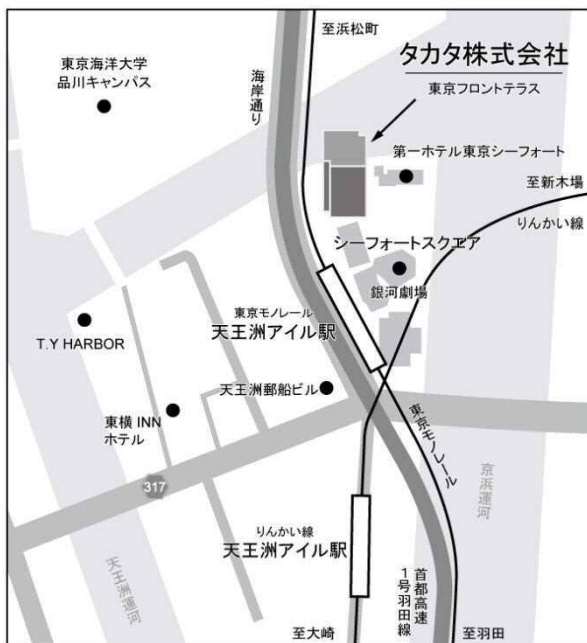 至浜松町
タカタ株式会社
東京フロントテラス
東京海洋大学
品川キャンパス
海岸通り
第一ホテル東京シーフォート
至新木場
りんかい線
シーフォートスクエア
銀河劇場
東京モノレール
天王洲アイル駅
T.Y HARBOR
天王洲郵船ビル
東横 INN
ホテル
東京モノレール
317
京浜運河
りんかい線
天王洲アイル駅
天王洲運河
首都高速
1号羽田線
至大崎
至羽田